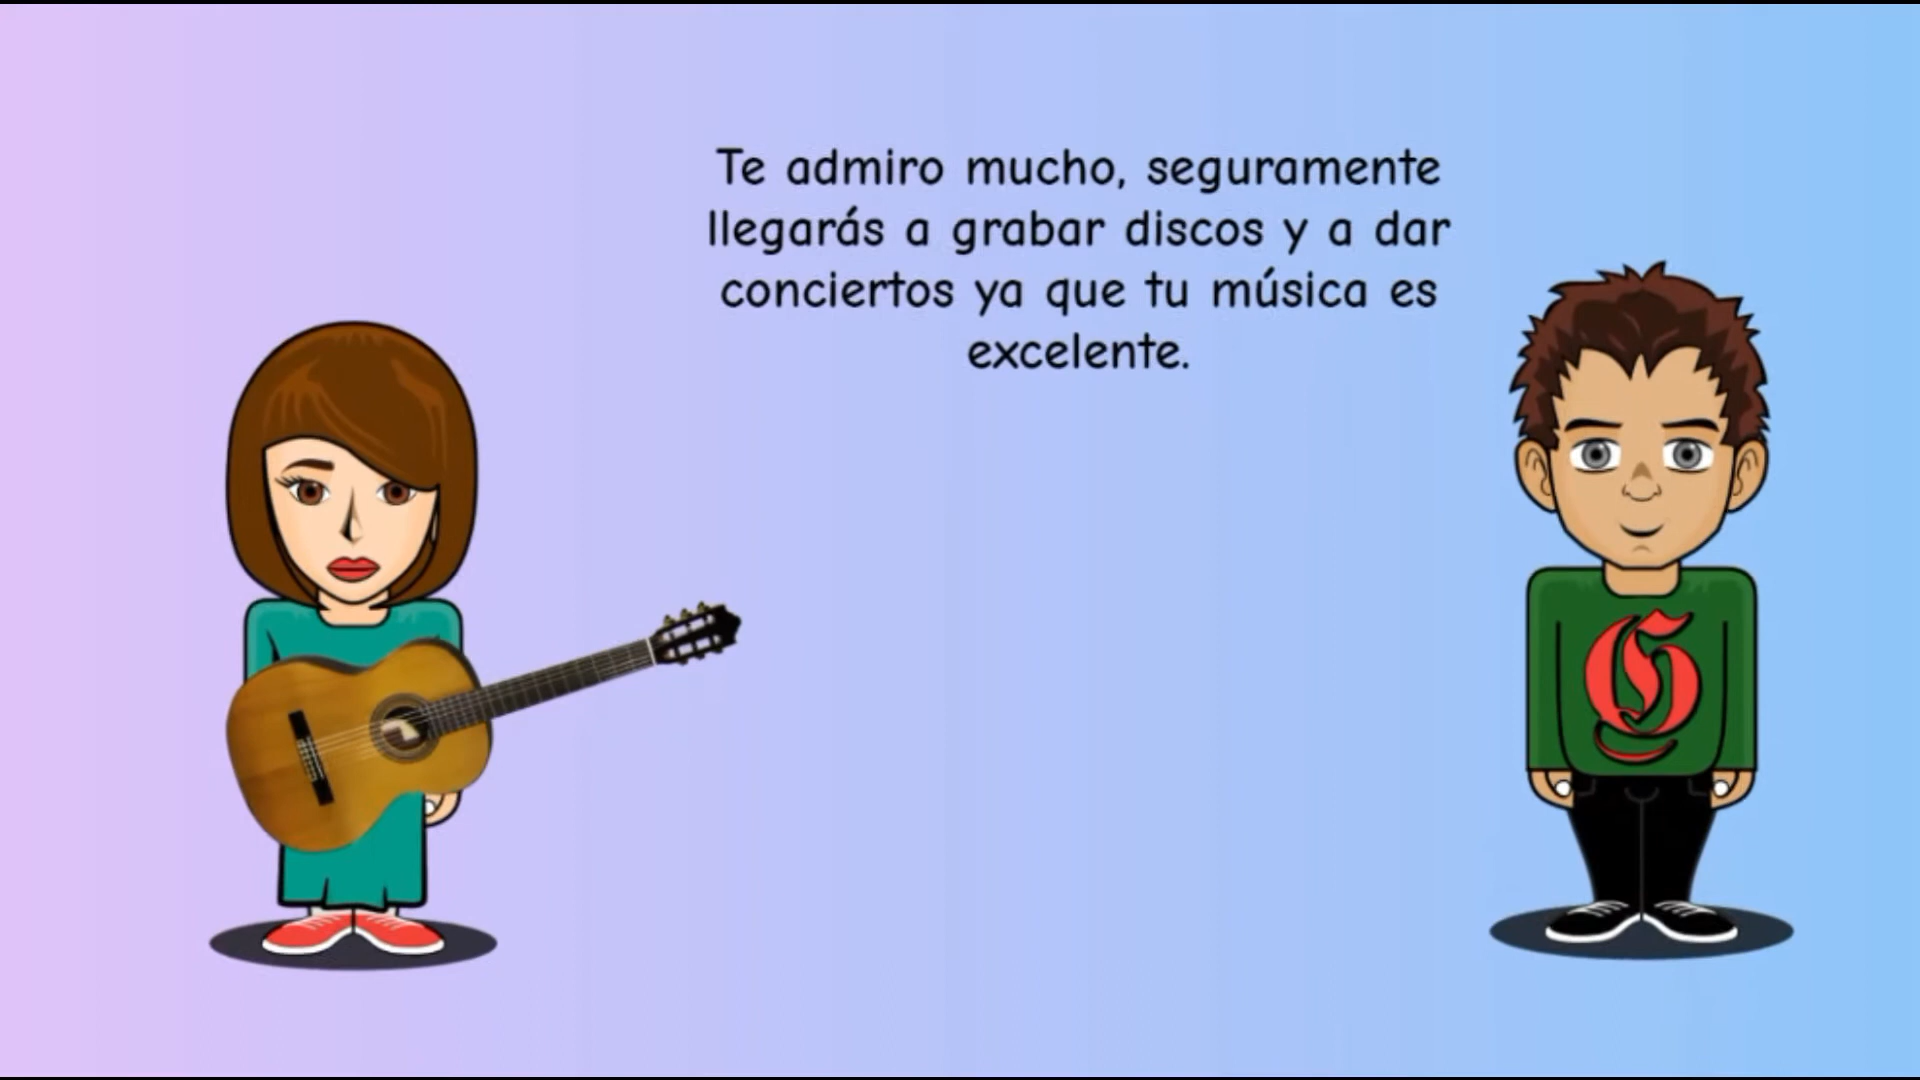 Te admiro mucho, seguramente
llegarás a grabar discos y a dar
conciertos ya que tu música es
excelente.
G